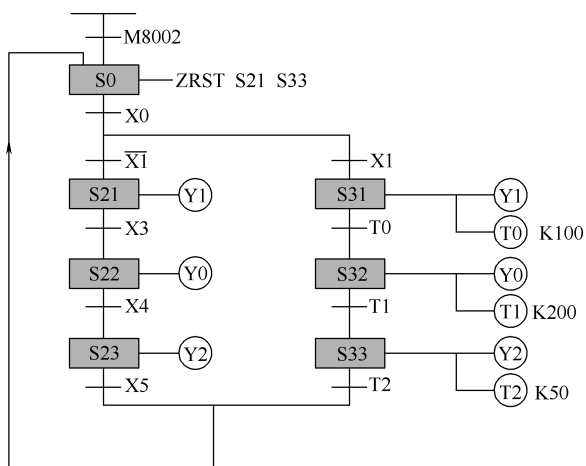 M8002
S0 ZRST S21 S33
X0
X̅1̅ X1
S21 Y1 S31 Y1
X3 T0 T0 K100
S22 Y0 S32 Y0
X4 T1 T1 K200
S23 Y2 S33 Y2
X5 T2 T2 K50